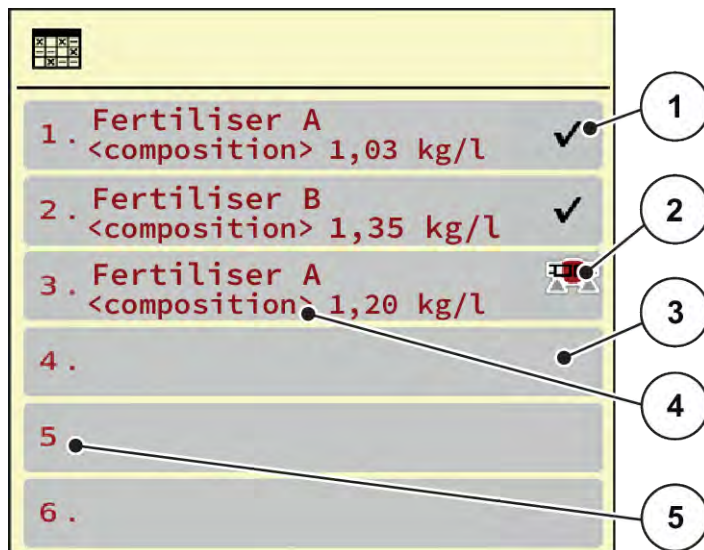 1. Fertiliser A
<composition> 1,03 kg/l
2. Fertiliser B
<composition> 1,35 kg/l
3. Fertiliser A
<composition> 1,20 kg/l
4.
5
6.
1
2
3
4
5